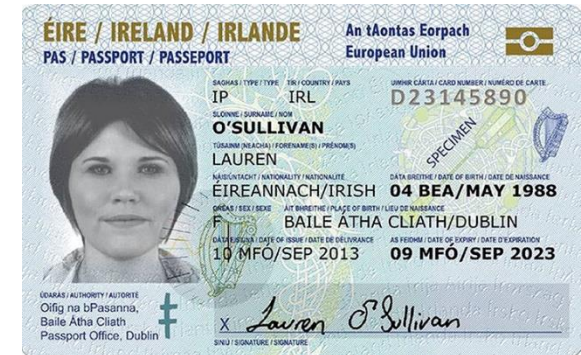 ÉIRE / IRELAND / IRLANDE
PAS / PASSPORT / PASSEPORT
An tAontas Eorpach
European Union
SAGHAS / TYPE / TYPE TÍR / COUNTRY / PAYS UIMHIR CÁRTA / CARD NUMBER / NUMÉRO DE CARTE
IP IRL D23145890
SLOINNE / SURNAME / NOM
O'SULLIVAN
SPECIMEN
TÚSAINM (NEACHA) / FORENAME(S) / PRÉNOM(S)
LAUREN
NÁISIÚNTACHT / NATIONALITY / NATIONALITÉ DÁTA BREITHE / DATE OF BIRTH / DATE DE NAISSANCE
ÉIREANNACH/IRISH 04 BEA/MAY 1988
GNÉAS / SEX / SEXE ÁIT BHREITHE / PLACE OF BIRTH / LIEU DE NAISSANCE
F BAILE ÁTHA CLIATH/DUBLIN
DÁTA EISIÚNA / DATE OF ISSUE / DATE DE DÉLIVRANCE AS FEIDHM / DATE OF EXPIRY / DATE D'EXPIRATION
10 MFÓ/SEP 2013 09 MFÓ/SEP 2023
ÚDARÁS / AUTHORITY / AUTORITÉ
Oifig na bPasanna,
Baile Átha Cliath
Passport Office, Dublin
X Lauren O'Sullivan
SÍNIÚ / SIGNATURE / SIGNATURE